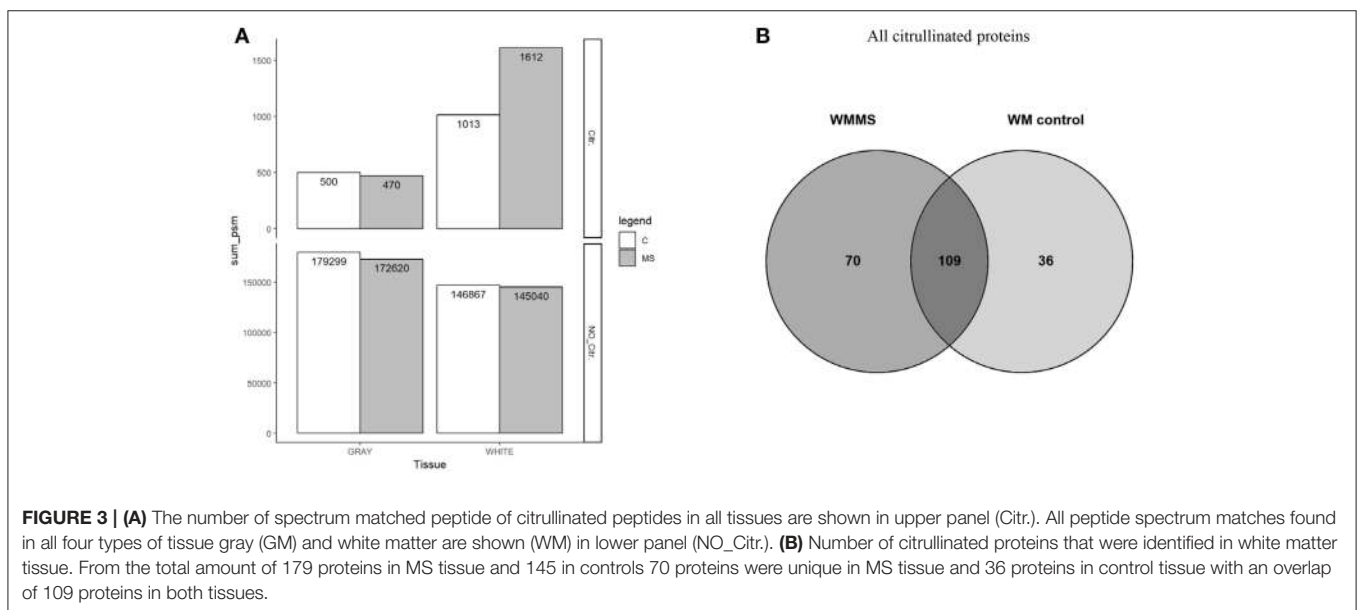 A
1500
1000
500
0
1612
1013
500
470
Citr.
sum_psm
150000
100000
50000
0
179299
172620
146867
145040
NO_Citr.
GRAY
WHITE
Tissue
legend
C
MS
B
All citrullinated proteins
WMMS
WM control
70
109
36
FIGURE 3 | (A) The number of spectrum matched peptide of citrullinated peptides in all tissues are shown in upper panel (Citr.). All peptide spectrum matches found
in all four types of tissue gray (GM) and white matter are shown (WM) in lower panel (NO_Citr.). (B) Number of citrullinated proteins that were identified in white matter
tissue. From the total amount of 179 proteins in MS tissue and 145 in controls 70 proteins were unique in MS tissue and 36 proteins in control tissue with an overlap
of 109 proteins in both tissues.